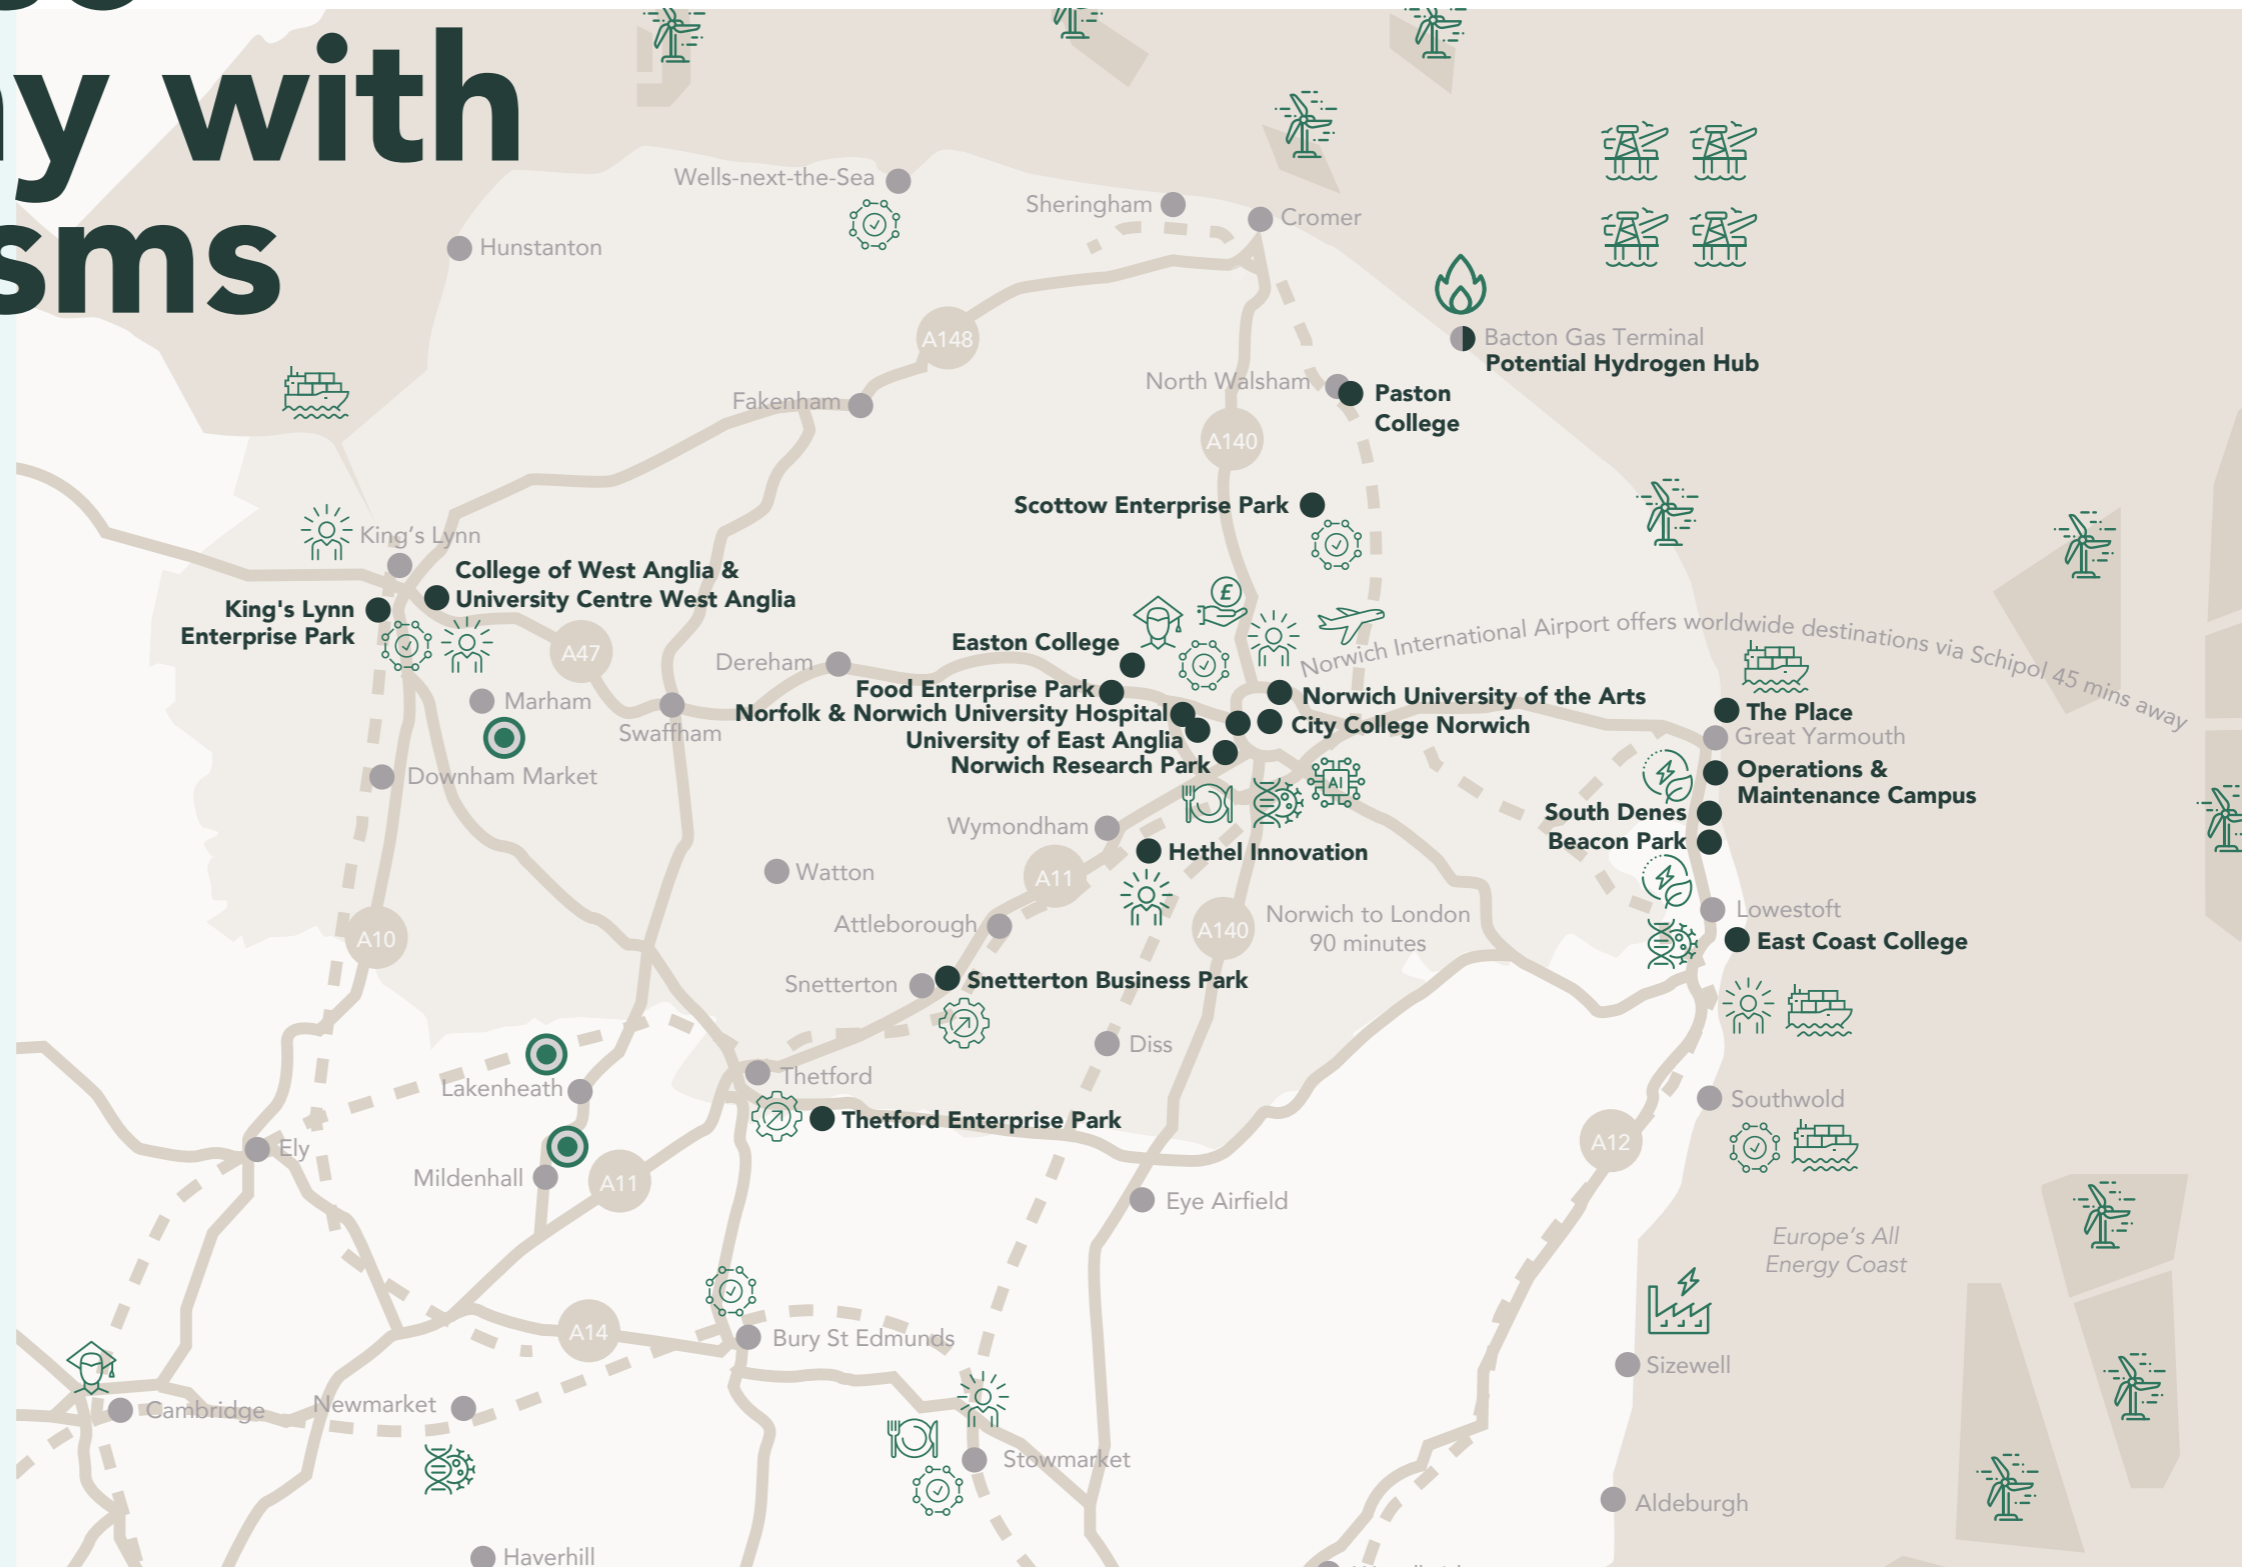 y with
sms
Wells-next-the-Sea
Sheringham
Cromer
Hunstanton
A148
Bacton Gas Terminal
Potential Hydrogen Hub
North Walsham
Paston
College
Fakenham
A140
Scottow Enterprise Park
King's Lynn
College of West Anglia &
University Centre West Anglia
King's Lynn
Enterprise Park
£
Norwich International Airport offers worldwide destinations via Schipol 45 mins away
Easton College
A47
Dereham
Food Enterprise Park
Norwich University of the Arts
Marham
Norfolk & Norwich University Hospital
The Place
City College Norwich
Swaffham
University of East Anglia
Great Yarmouth
Norwich Research Park
Downham Market
AI
Operations &
Maintenance Campus
South Denes
Wymondham
Beacon Park
Hethel Innovation
Watton
A11
Lowestoft
Norwich to London
90 minutes
Attleborough
A140
A10
East Coast College
Snetterton
Snetterton Business Park
Diss
Thetford
Lakenheath
Southwold
Thetford Enterprise Park
A12
Ely
Mildenhall
A11
Eye Airfield
Europe's All
Energy Coast
A14
Bury St Edmunds
Sizewell
Cambridge
Newmarket
Stowmarket
Aldeburgh
Haverhill